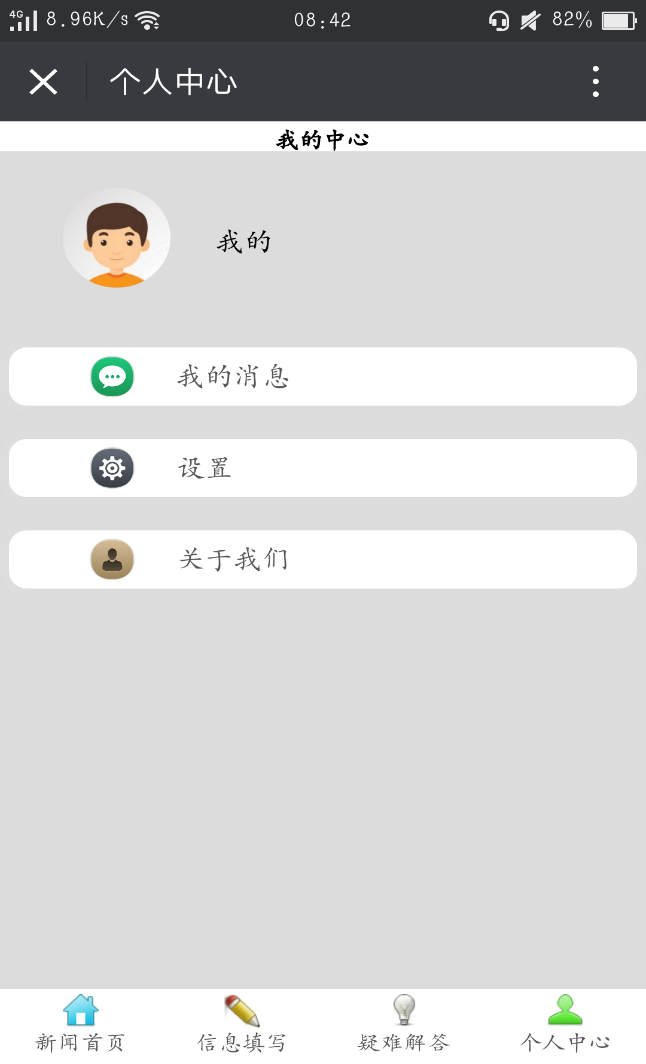 4G 8.96K/s 08:42 82%
个人中心
我的中心
我的
我的消息
设置
关于我们
新闻首页 信息填写 疑难解答 个人中心